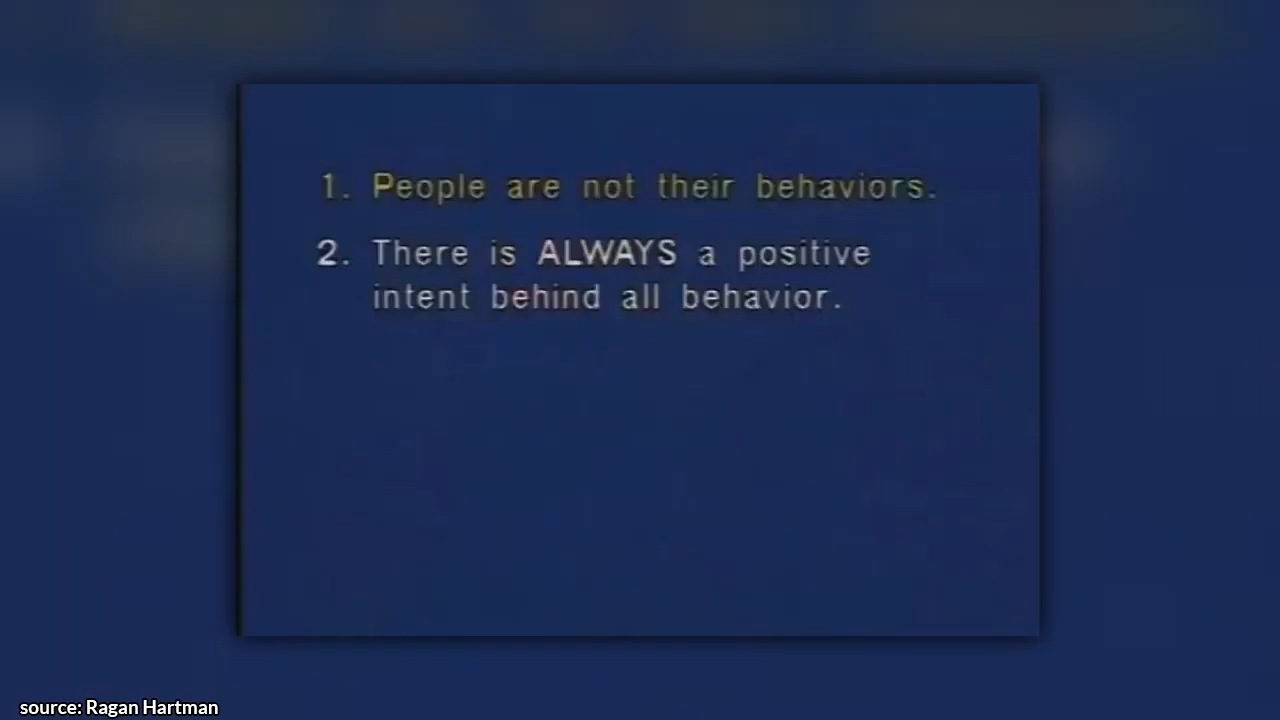 1. People are not their behaviors.
2. There is ALWAYS a positive
intent behind all behavior.
source: Ragan Hartman